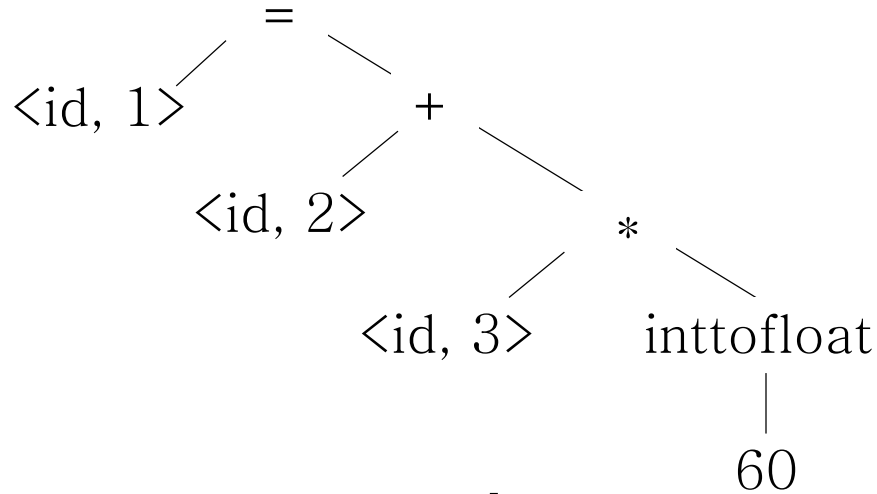 =
<id, 1>
+
<id, 2>
*
<id, 3> inttofloat
60